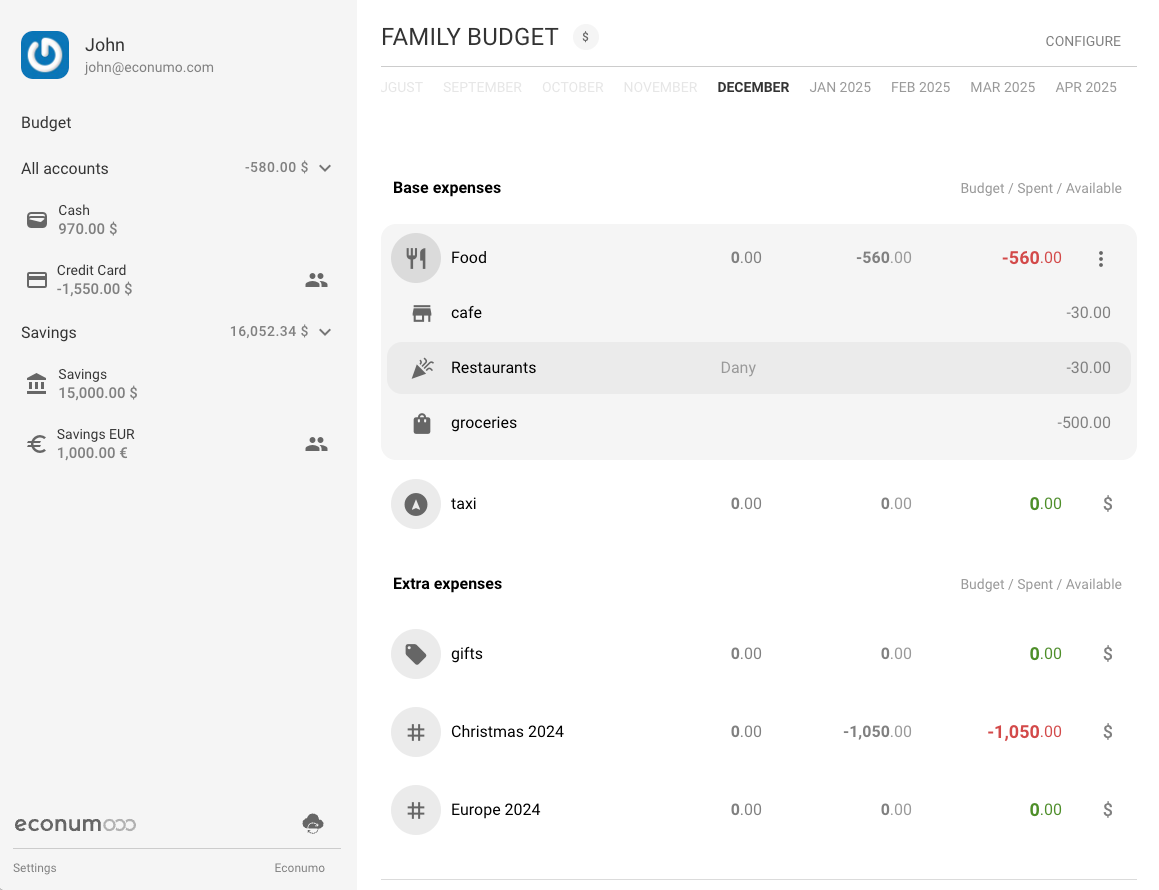 John
john@econumo.com
Budget
All accounts -580.00 $
Cash
970.00 $
Credit Card
-1,550.00 $
Savings 16,052.34 $
Savings
15,000.00 $
Savings EUR
1,000.00 €
econumo
Settings Econumo
FAMILY BUDGET $
CONFIGURE
SEPTEMBER OCTOBER NOVEMBER DECEMBER JAN 2025 FEB 2025 MAR 2025 APR 2025
Base expenses Budget / Spent / Available
Food 0.00 -560.00 -560.00
cafe -30.00
Restaurants Dany -30.00
groceries -500.00
taxi 0.00 0.00 0.00 $
Extra expenses Budget / Spent / Available
gifts 0.00 0.00 0.00 $
Christmas 2024 0.00 -1,050.00 -1,050.00 $
Europe 2024 0.00 0.00 0.00 $